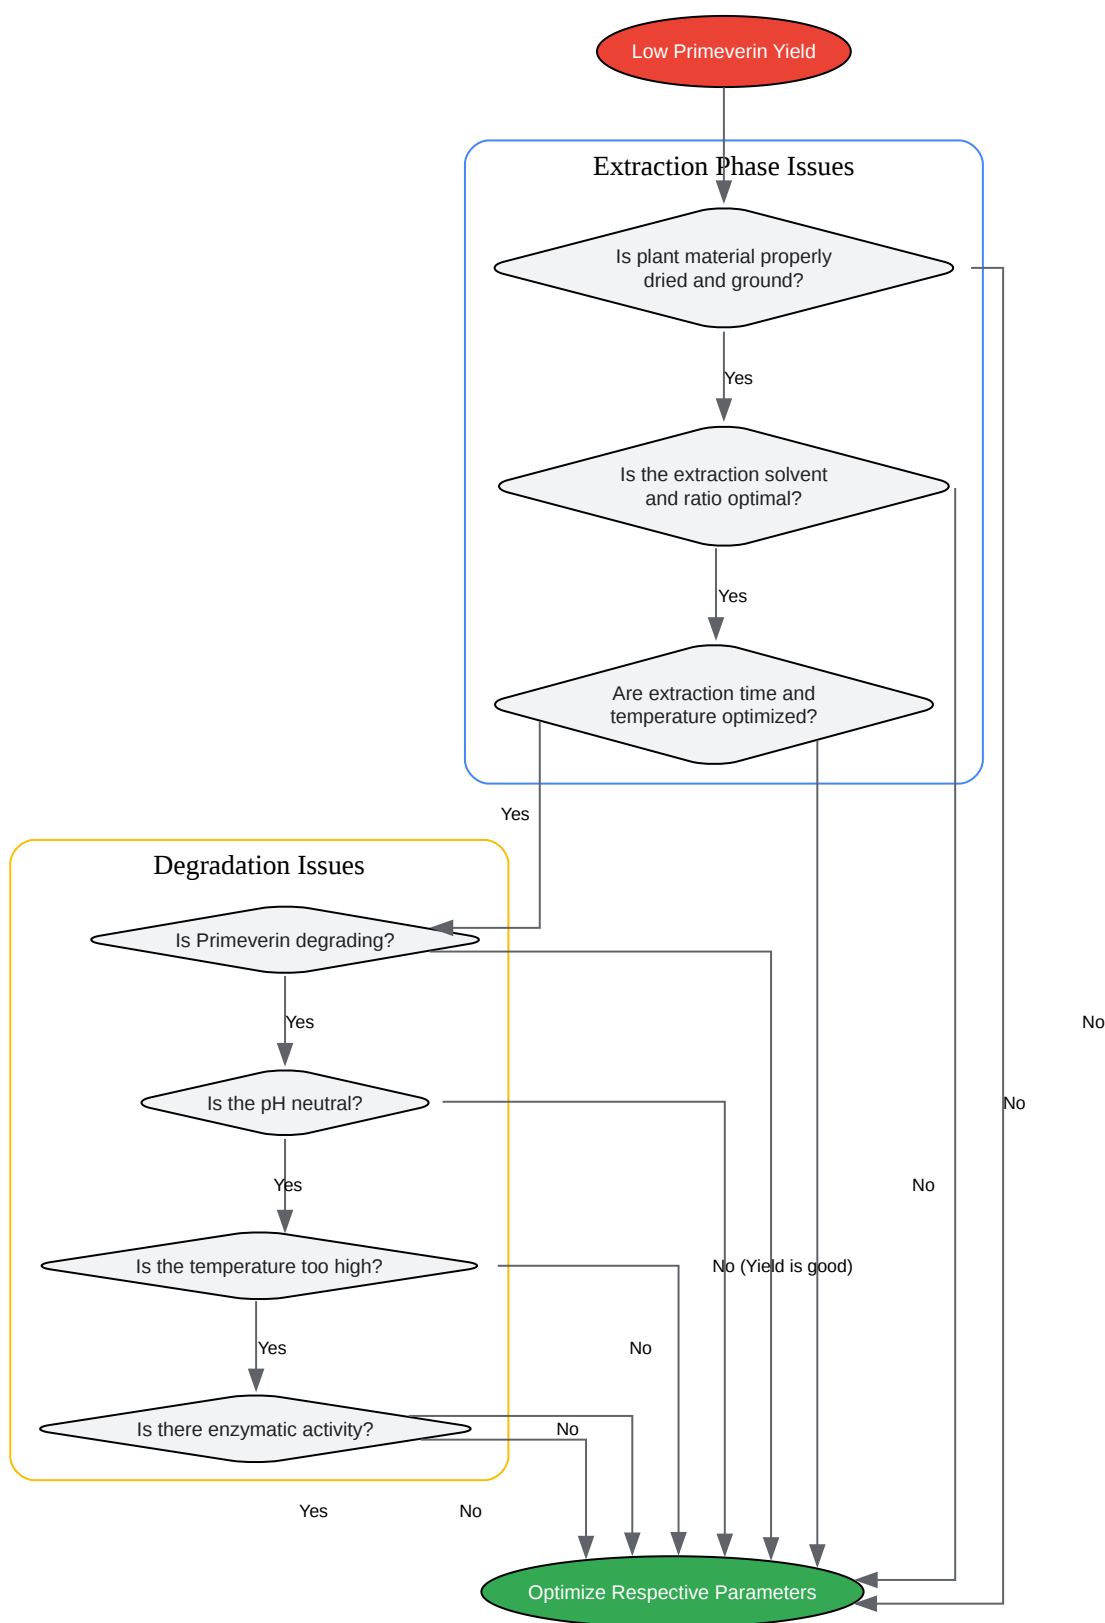 Low Primeverin Yield
Extraction Phase Issues
Is plant material properly
dried and ground?
Yes
Is the extraction solvent
and ratio optimal?
Yes
Are extraction time and
temperature optimized?
Yes
Degradation Issues
Is Primeverin degrading?
Yes
No
Is the pH neutral?
No
Yes
No
Is the temperature too high?
No (Yield is good)
Yes
No
Is there enzymatic activity?
No
Yes
No
Optimize Respective Parameters